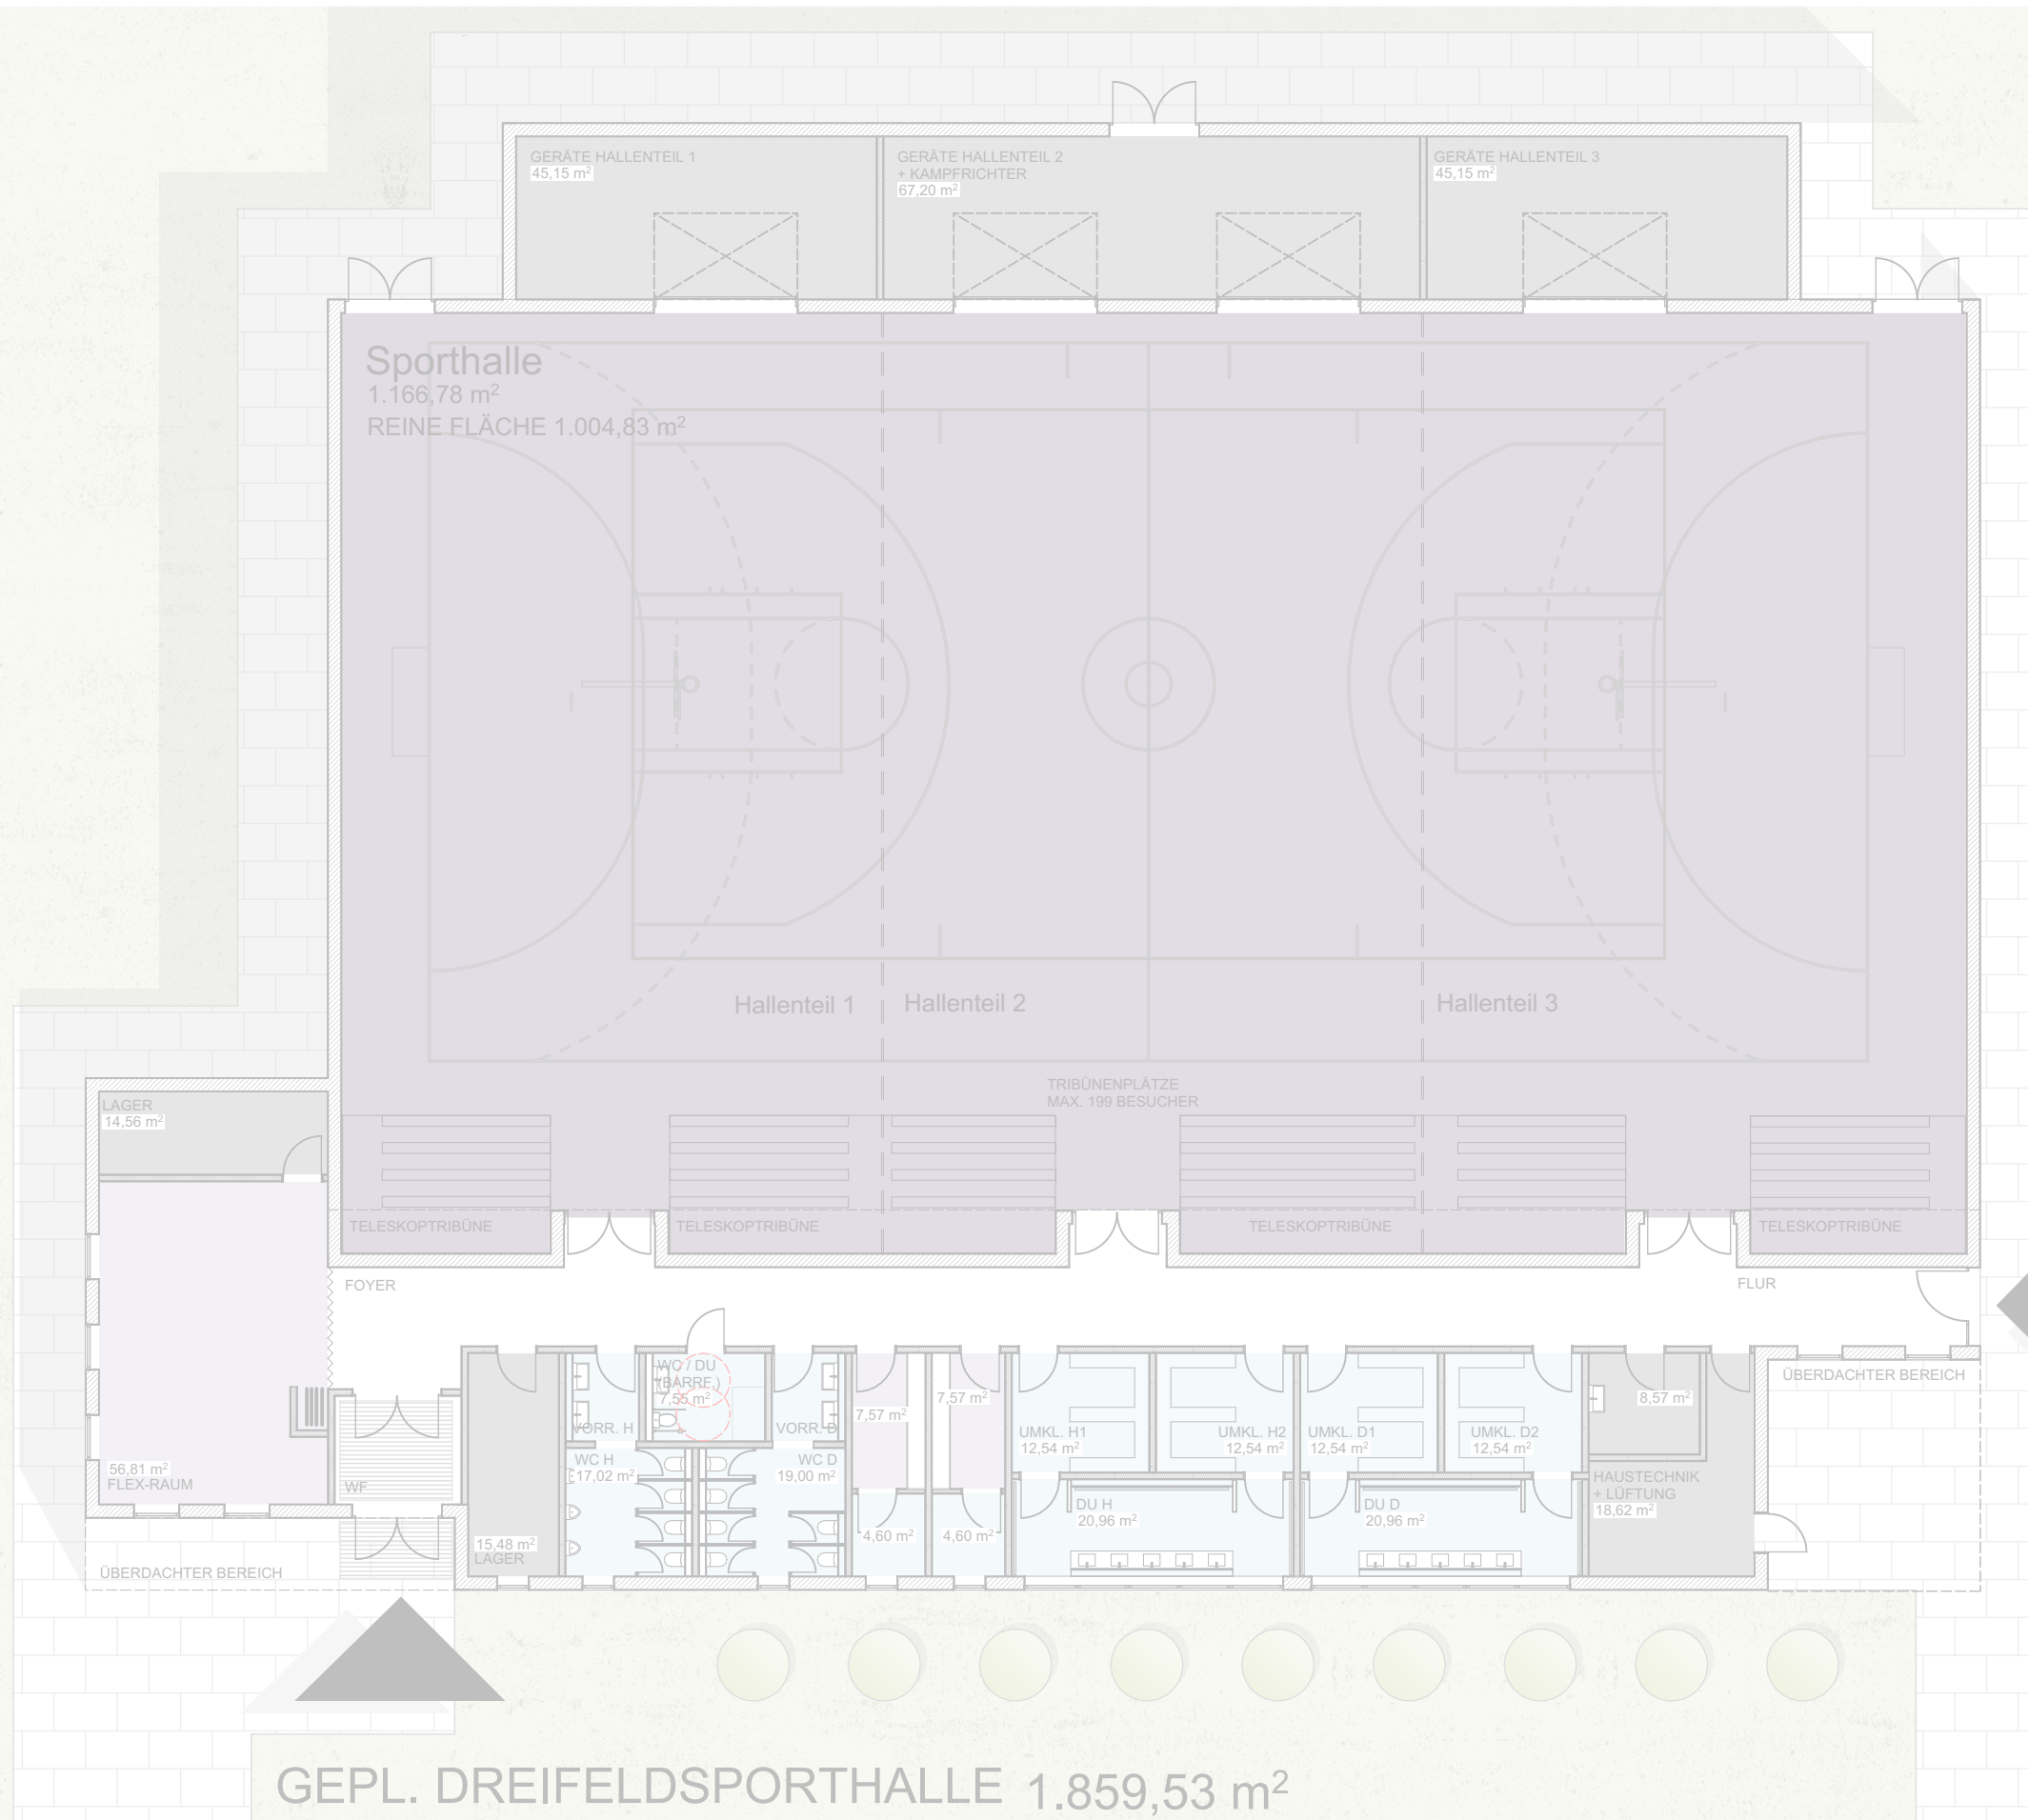 GERÄTE HALLENTEIL 1
45,15 m²
GERÄTE HALLENTEIL 2
+ KAMPFRICHTER
67,20 m²
GERÄTE HALLENTEIL 3
45,15 m²
Sporthalle
1.166,78 m²
REINE FLÄCHE 1.004,83 m²
Hallenteil 1
Hallenteil 2
Hallenteil 3
TRIBÜNENPLÄTZE
MAX. 199 BESUCHER
LAGER
14,56 m²
TELESKOPTRIBÜNE
TELESKOPTRIBÜNE
TELESKOPTRIBÜNE
TELESKOPTRIBÜNE
FOYER
FLUR
WC / DU
(BARRF.)
7,55 m²
ÜBERDACHTER BEREICH
7,57 m²
7,57 m²
8,57 m²
VORR. H
VORR. D
UMKL. H1
12,54 m²
UMKL. H2
12,54 m²
UMKL. D1
12,54 m²
UMKL. D2
12,54 m²
56,81 m²
FLEX-RAUM
WF
WC H
17,02 m²
WC D
19,00 m²
HAUSTECHNIK
+ LÜFTUNG
18,62 m²
DU H
20,96 m²
DU D
20,96 m²
4,60 m²
4,60 m²
15,48 m²
LAGER
ÜBERDACHTER BEREICH
GEPL. DREIFELDSPORTHALLE 1.859,53 m²